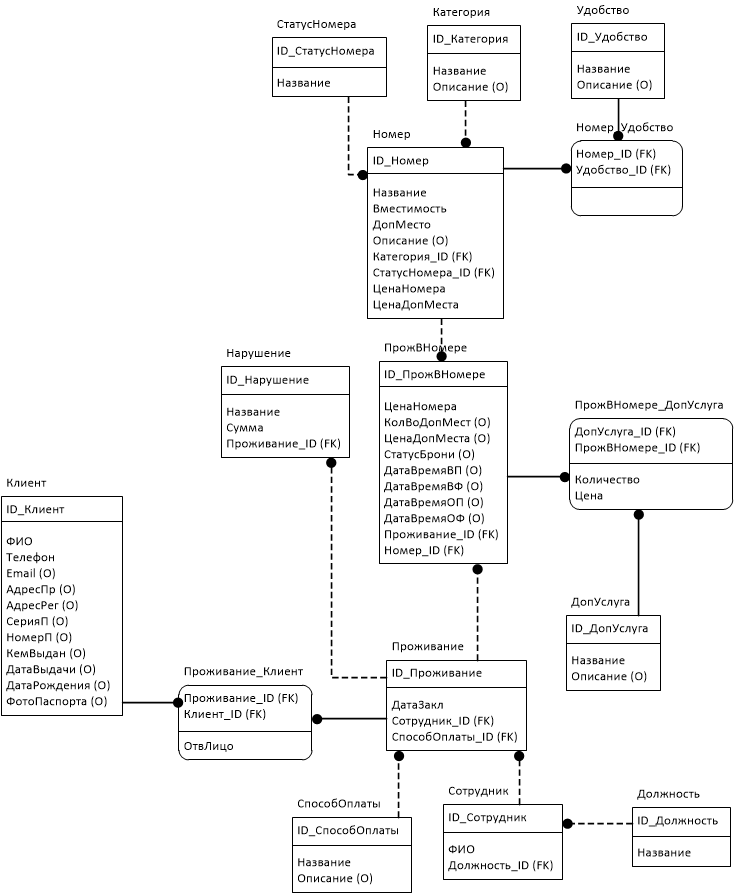 СтатусНомера
ID_СтатусНомера
Название
Категория
ID_Категория
Название
Описание (О)
Удобство
ID_Удобство
Название
Описание (О)
Номер_Удобство
Номер_ID (FK)
Удобство_ID (FK)
Номер
ID_Номер
Название
Вместимость
ДопМесто
Описание (О)
Категория_ID (FK)
СтатусНомера_ID (FK)
ЦенаНомера
ЦенаДопМеста
Нарушение
ID_Нарушение
Название
Сумма
Проживание_ID (FK)
ПрожВНомере
ID_ПрожВНомере
ЦенаНомера
КолВоДопМест (О)
ЦенаДопМеста (О)
СтатусБрони (О)
ДатаВремяВП (О)
ДатаВремяВФ (О)
ДатаВремяОП (О)
ДатаВремяОФ (О)
Проживание_ID (FK)
Номер_ID (FK)
ПрожВНомере_ДопУслуга
ДопУслуга_ID (FK)
ПрожВНомере_ID (FK)
Количество
Цена
Клиент
ID_Клиент
ФИО
Телефон
Email (О)
АдресПр (О)
АдресРег (О)
СерияП (О)
НомерП (О)
КемВыдан (О)
ДатаВыдачи (О)
ДатаРождения (О)
ФотоПаспорта (О)
ДопУслуга
ID_ДопУслуга
Название
Описание (О)
Проживание_Клиент
Проживание_ID (FK)
Клиент_ID (FK)
ОтвЛицо
Проживание
ID_Проживание
ДатаЗакл
Сотрудник_ID (FK)
СпособОплаты_ID (FK)
СпособОплаты
ID_СпособОплаты
Название
Описание (О)
Сотрудник
ID_Сотрудник
ФИО
Должность_ID (FK)
Должность
ID_Должность
Название